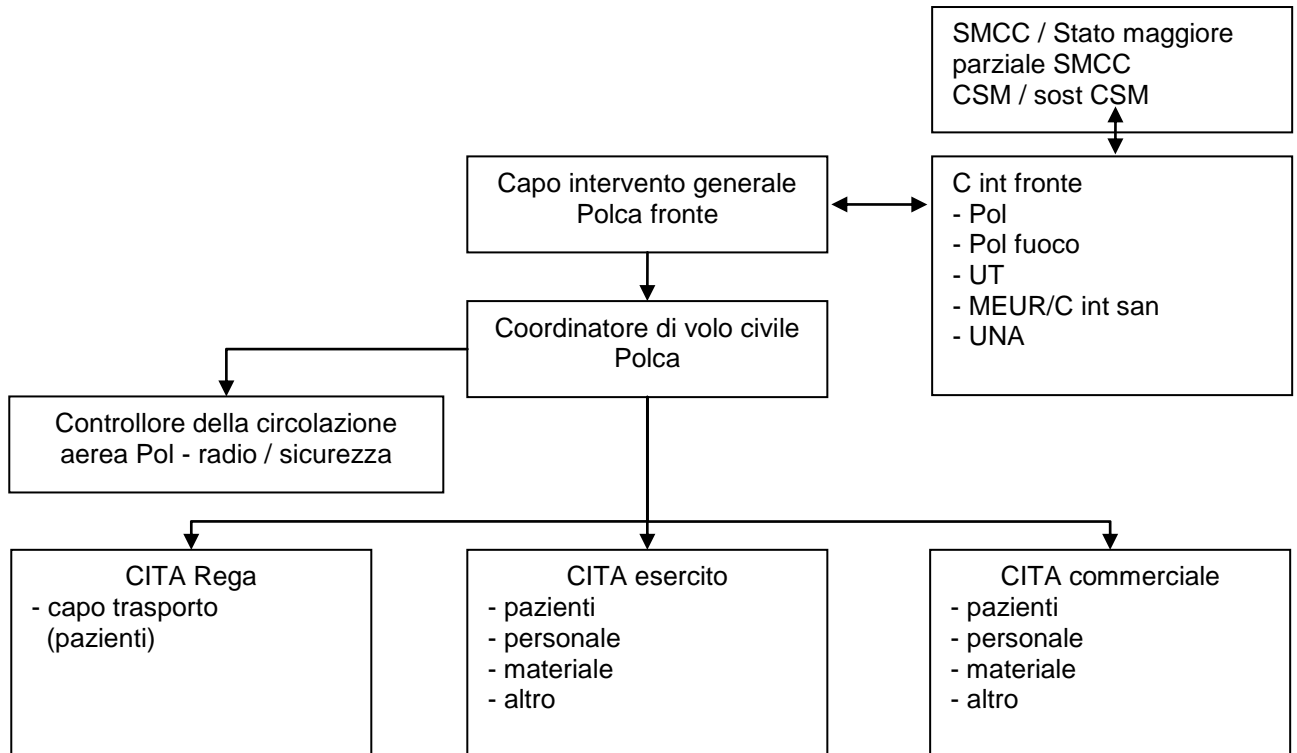 SMCC / Stato maggiore
parziale SMCC
CSM / sost CSM
Capo intervento generale
Polca fronte
C int fronte
- Pol
- Pol fuoco
- UT
- MEUR/C int san
- UNA
Coordinatore di volo civile
Polca
Controllore della circolazione
aerea Pol - radio / sicurezza
CITA Rega
- capo trasporto
(pazienti)
CITA esercito
- pazienti
- personale
- materiale
- altro
CITA commerciale
- pazienti
- personale
- materiale
- altro